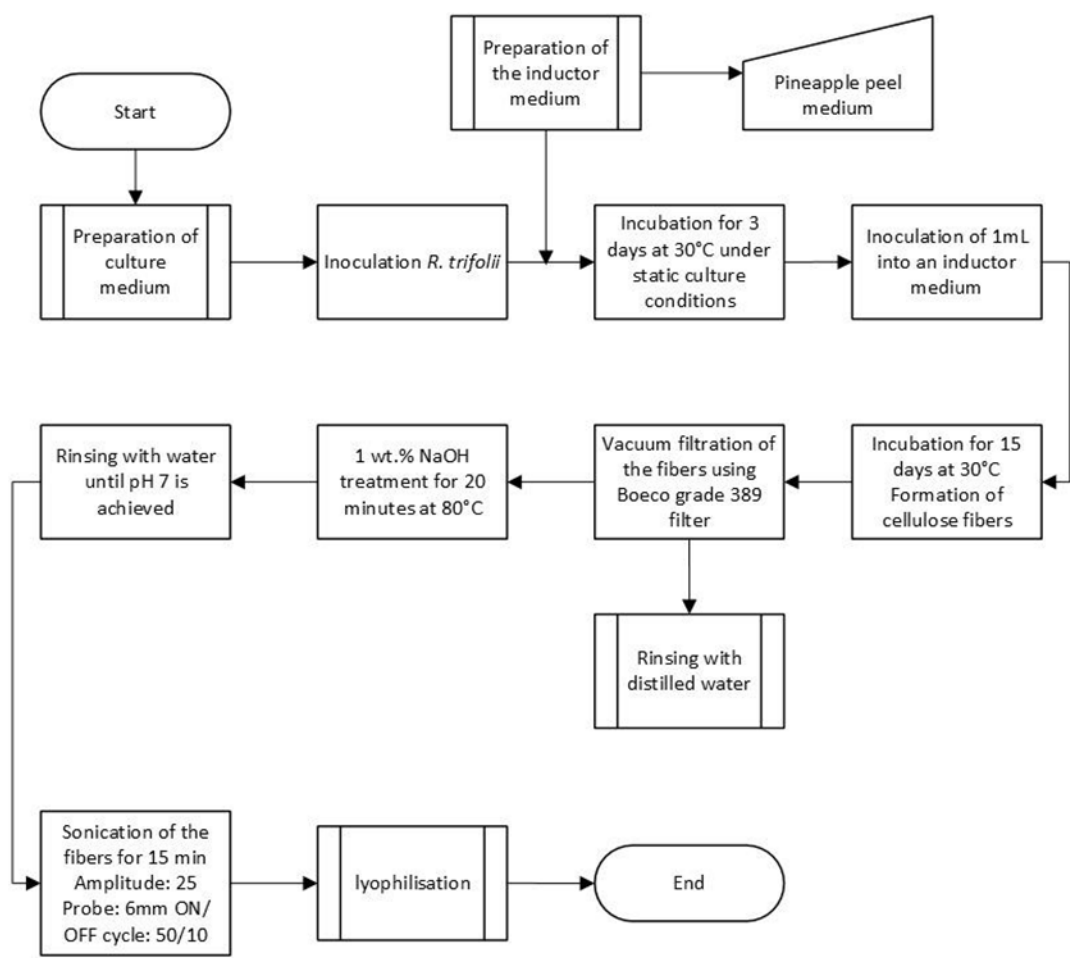 Start
Preparation of
the inductor
medium
Pineapple peel
medium
Preparation of
culture
medium
Inoculation R. trifolii
Incubation for 3
days at 30°C under
static culture
conditions
Inoculation of 1mL
into an inductor
medium
Rinsing with water
until pH 7 is
achieved
1 wt.% NaOH
treatment for 20
minutes at 80°C
Vacuum filtration of
the fibers using
Boeco grade 389
filter
Incubation for 15
days at 30°C
Formation of
cellulose fibers
Rinsing with
distilled water
Sonication of the
fibers for 15 min
Amplitude: 25
Probe: 6mm ON/
OFF cycle: 50/10
lyophilisation
End